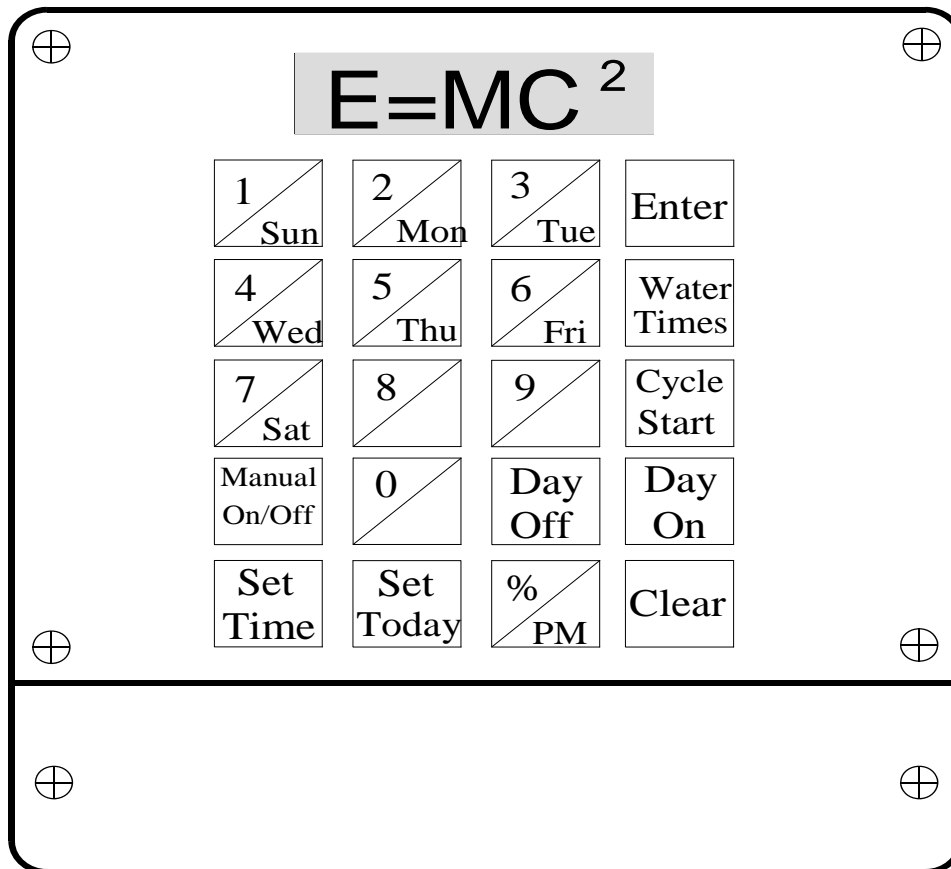 E=MC²
1 Sun 2 Mon 3 Tue Enter
4 Wed 5 Thu 6 Fri Water Times
7 Sat 8 9 Cycle Start
Manual On/Off 0 Day Off Day On
Set Time Set Today % PM Clear